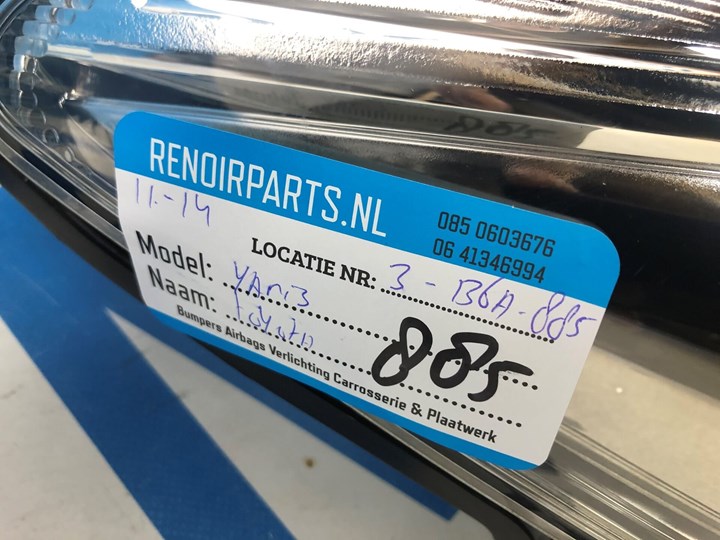 RENOIRPARTS.NL
085 0603676
06 41346994
11-14
LOCATIE NR: 3-B6A-885
Model: YAris
Naam: Toyota
885
Bumpers Airbags Verlichting Carrosserie & Plaatwerk